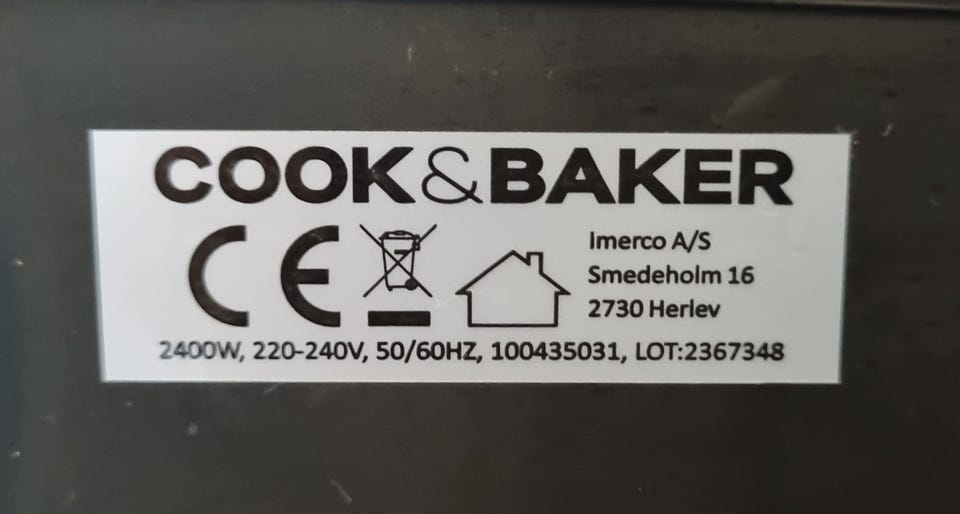 COOK&BAKER
CE
Imerco A/S
Smedeholm 16
2730 Herlev
2400W, 220-240V, 50/60HZ, 100435031, LOT:2367348